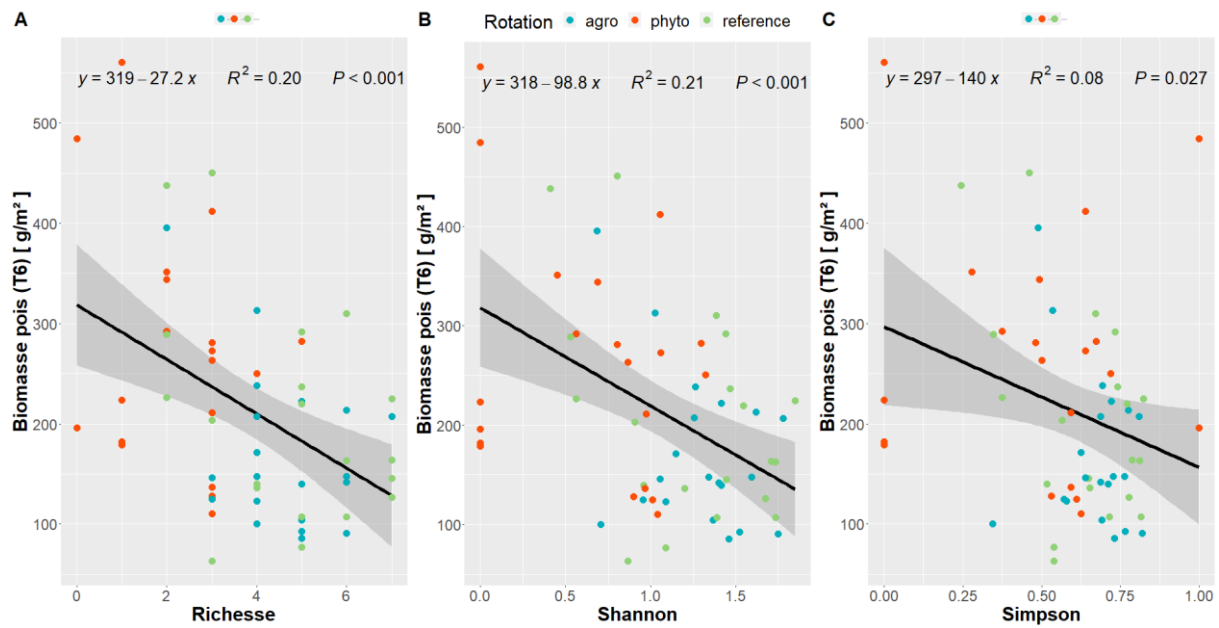 A
B
Rotation agro phyto reference
C
y = 319 – 27.2 x R² = 0.20 P < 0.001
y = 318 – 98.8 x R² = 0.21 P < 0.001
y = 297 – 140 x R² = 0.08 P = 0.027
Biomasse pois (T6) [ g/m² ]
500
400
300
200
100
0 2 4 6
Richesse
Biomasse pois (T6) [ g/m² ]
500
400
300
200
100
0.0 0.5 1.0 1.5
Shannon
Biomasse pois (T6) [ g/m² ]
500
400
300
200
100
0.00 0.25 0.50 0.75 1.00
Simpson